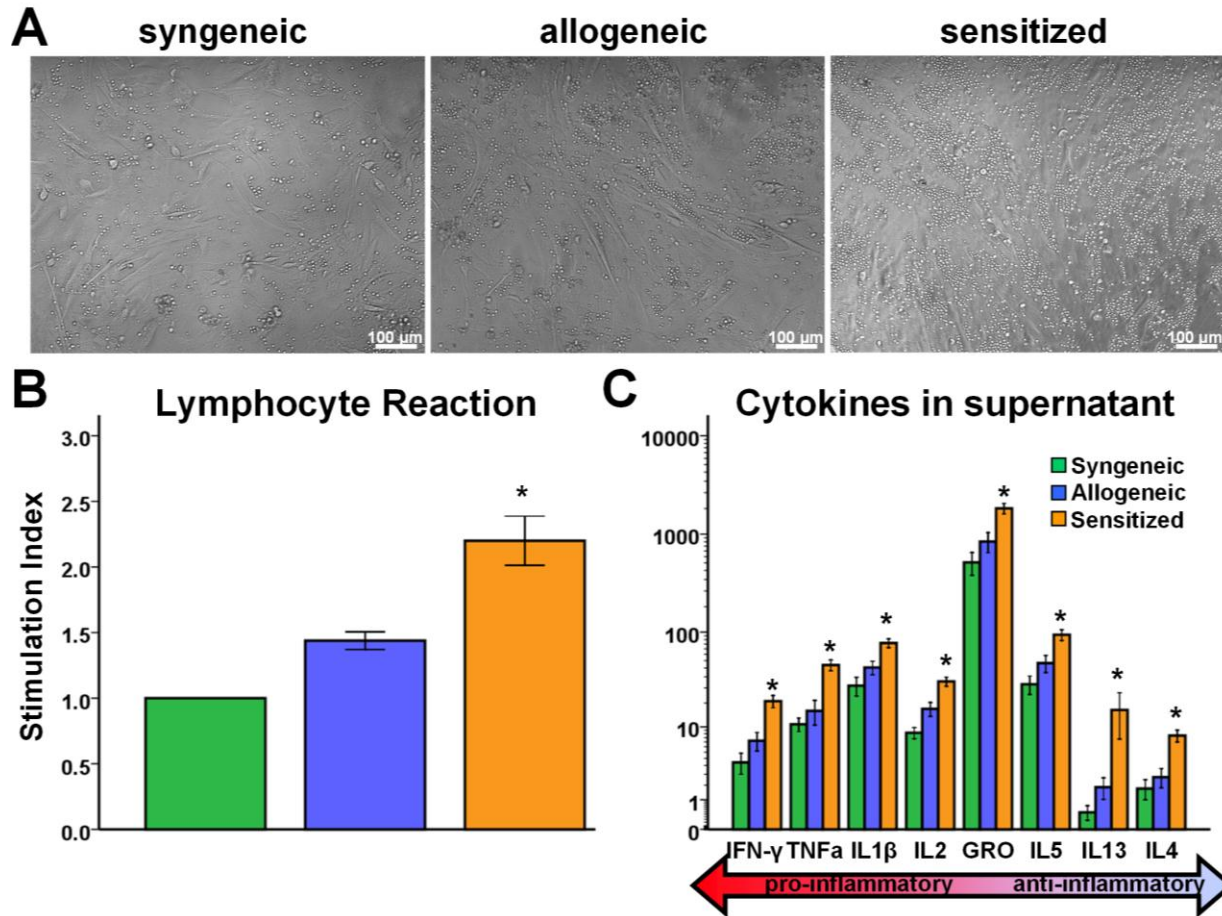 A
syngeneic
allogeneic
sensitized
100 µm
100 µm
100 µm
B
Lymphocyte Reaction
Stimulation Index
3.0
2.5
2.0
1.5
1.0
0.5
0.0
*
C
Cytokines in supernatant
10000
1000
100
10
1
0
Syngeneic
Allogeneic
Sensitized
* * * * * * * *
IFN-γ TNFa IL1β IL2 GRO IL5 IL13 IL4
pro-inflammatory anti-inflammatory